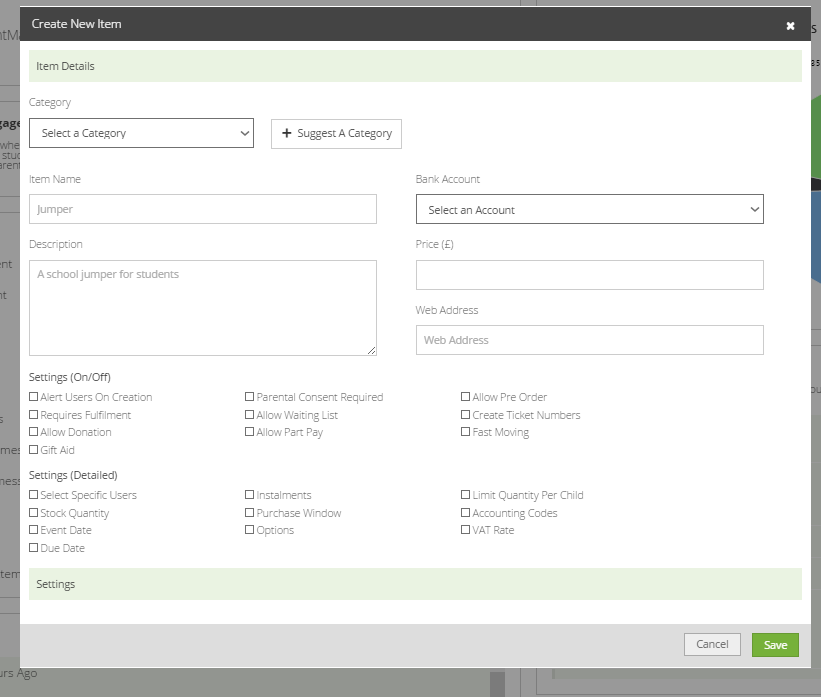 Create New Item
Item Details
Category
Select a Category
Suggest A Category
Item Name
Bank Account
Jumper
Select an Account
Description
Price (£)
A school jumper for students
Web Address
Web Address
Settings (On/Off)
Alert Users On Creation
Parental Consent Required
Allow Pre Order
Requires Fulfilment
Allow Waiting List
Create Ticket Numbers
Allow Donation
Allow Part Pay
Fast Moving
Gift Aid
Settings (Detailed)
Select Specific Users
Instalments
Limit Quantity Per Child
Stock Quantity
Purchase Window
Accounting Codes
Event Date
Options
VAT Rate
Due Date
Settings
Cancel
Save
Ago